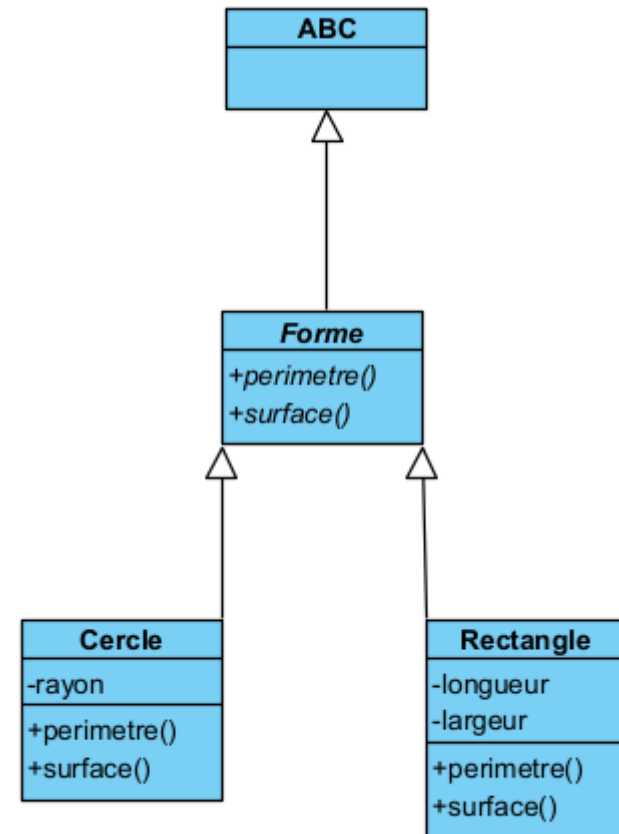 ABC
Forme
+perimetre()
+surface()
Cercle
-rayon
+perimetre()
+surface()
Rectangle
-longueur
-largeur
+perimetre()
+surface()